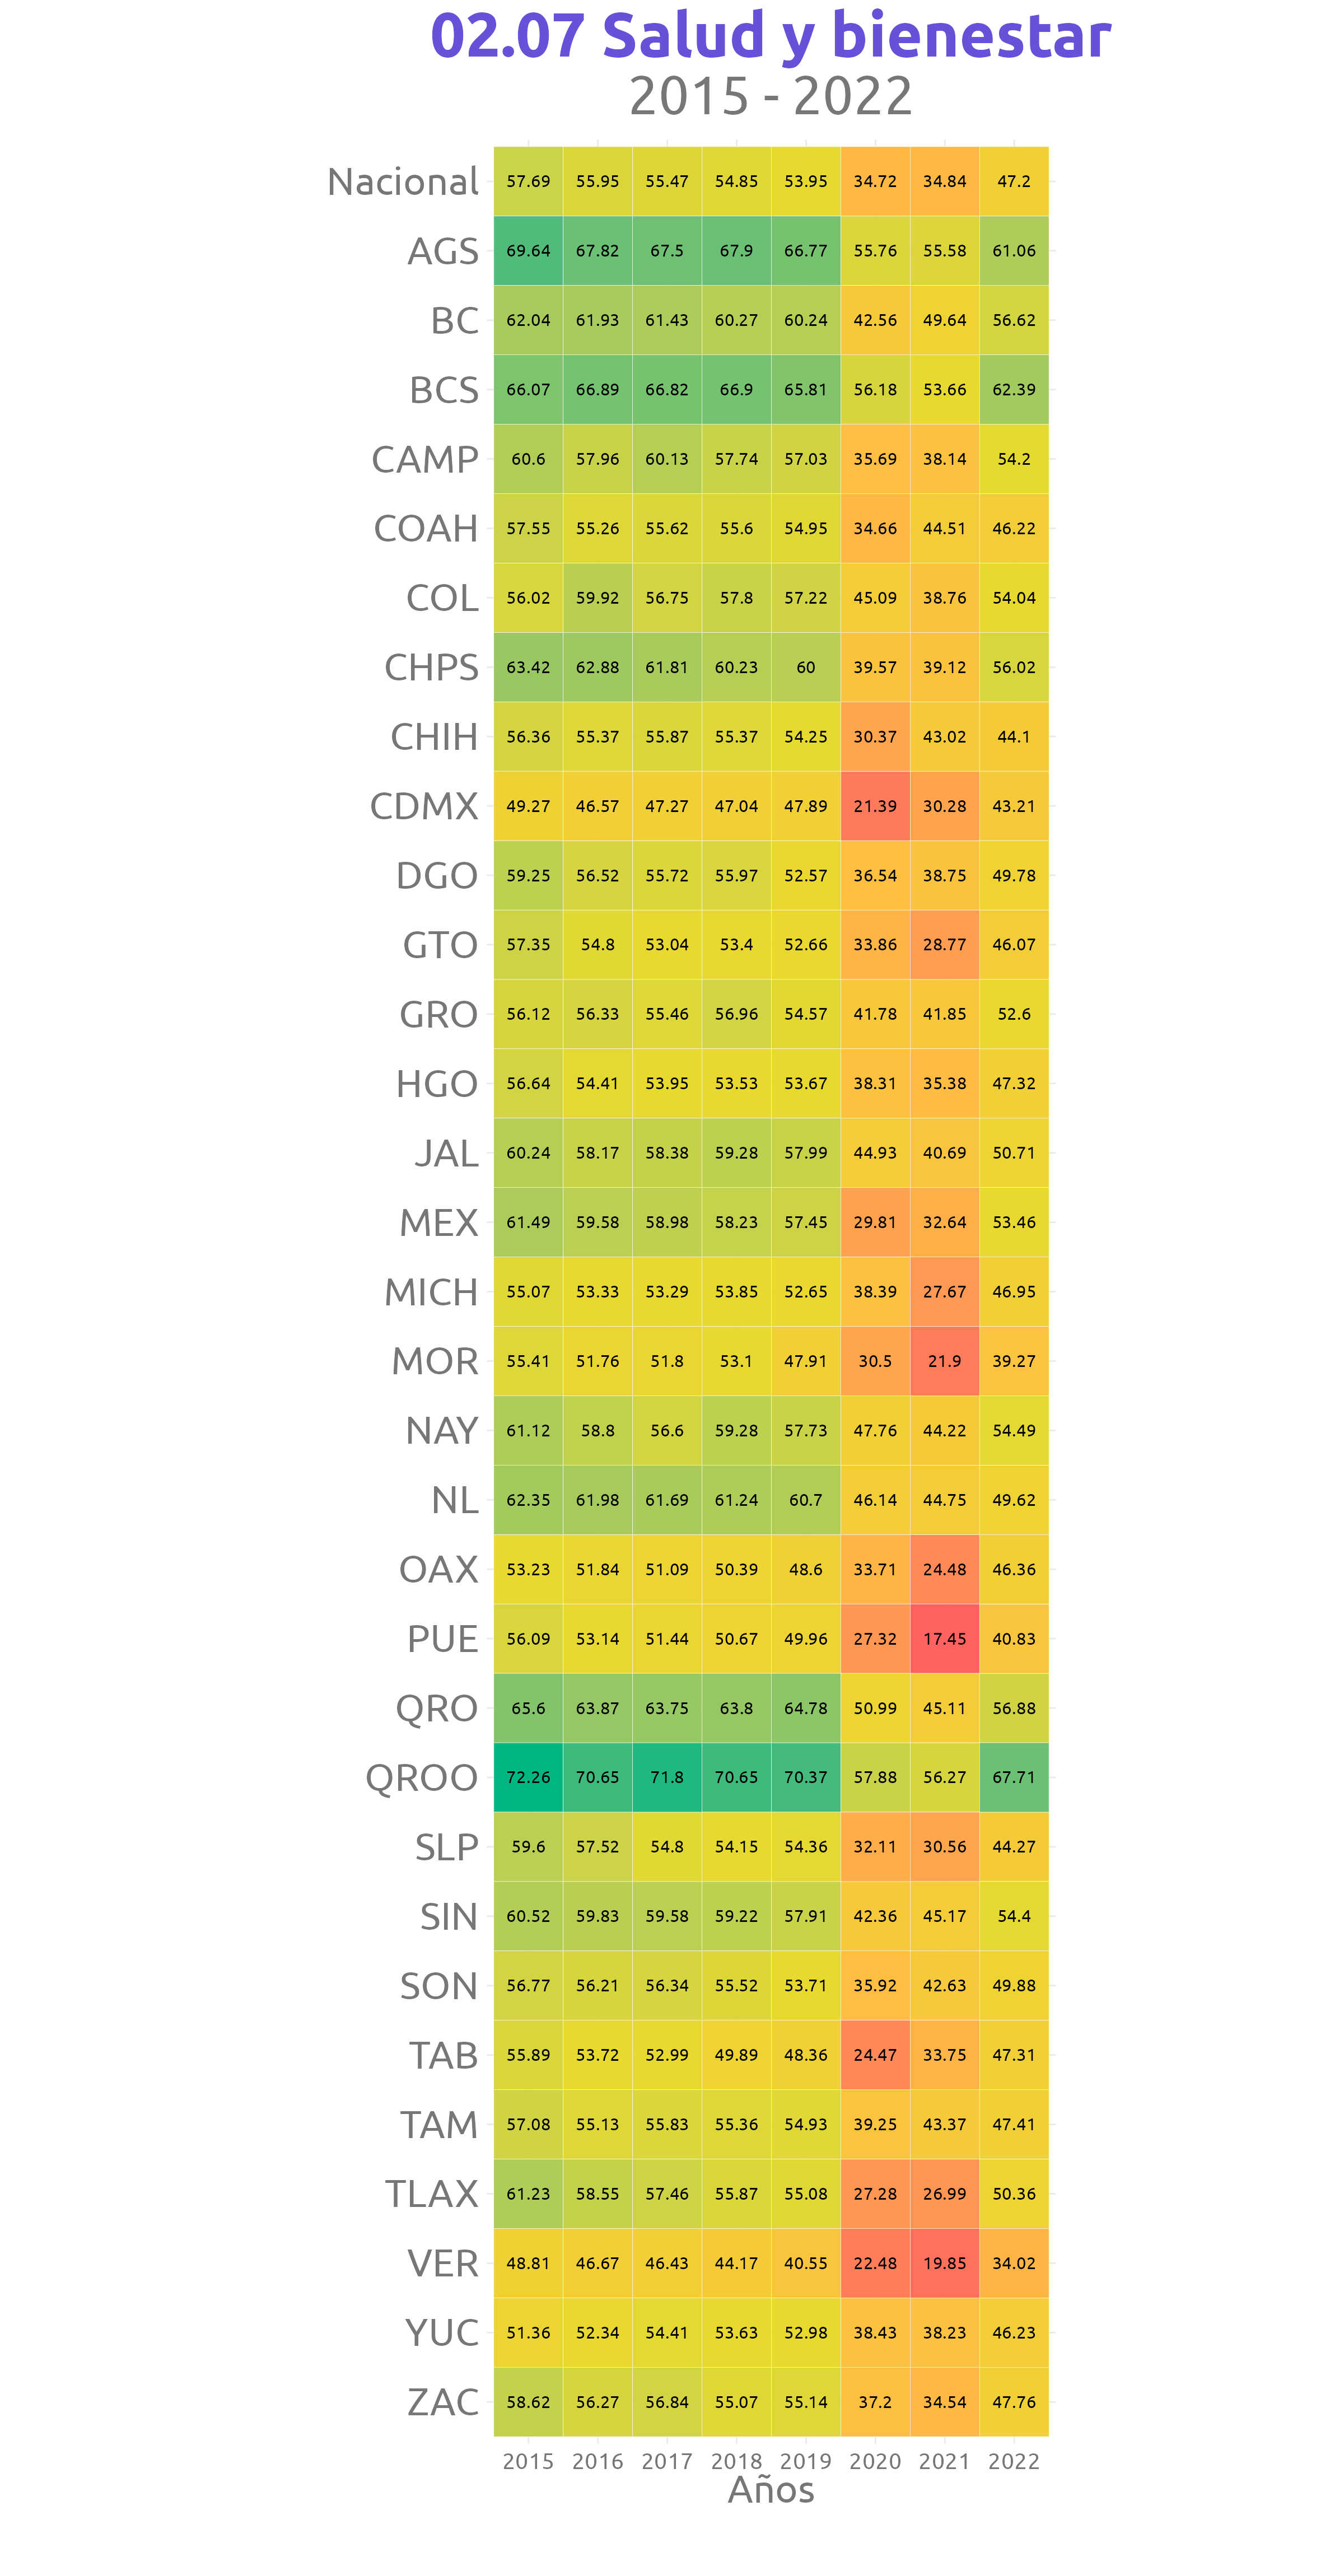 02.07 Salud y bienestar
2015 - 2022
Nacional 57.69 55.95 55.47 54.85 53.95 34.72 34.84 47.2
AGS 69.64 67.82 67.5 67.9 66.77 55.76 55.58 61.06
BC 62.04 61.93 61.43 60.27 60.24 42.56 49.64 56.62
BCS 66.07 66.89 66.82 66.9 65.81 56.18 53.66 62.39
CAMP 60.6 57.96 60.13 57.74 57.03 35.69 38.14 54.2
COAH 57.55 55.26 55.62 55.6 54.95 34.66 44.51 46.22
COL 56.02 59.92 56.75 57.8 57.22 45.09 38.76 54.04
CHPS 63.42 62.88 61.81 60.23 60 39.57 39.12 56.02
CHIH 56.36 55.37 55.87 55.37 54.25 30.37 43.02 44.1
CDMX 49.27 46.57 47.27 47.04 47.89 21.39 30.28 43.21
DGO 59.25 56.52 55.72 55.97 52.57 36.54 38.75 49.78
GTO 57.35 54.8 53.04 53.4 52.66 33.86 28.77 46.07
GRO 56.12 56.33 55.46 56.96 54.57 41.78 41.85 52.6
HGO 56.64 54.41 53.95 53.53 53.67 38.31 35.38 47.32
JAL 60.24 58.17 58.38 59.28 57.99 44.93 40.69 50.71
MEX 61.49 59.58 58.98 58.23 57.45 29.81 32.64 53.46
MICH 55.07 53.33 53.29 53.85 52.65 38.39 27.67 46.95
MOR 55.41 51.76 51.8 53.1 47.91 30.5 21.9 39.27
NAY 61.12 58.8 56.6 59.28 57.73 47.76 44.22 54.49
NL 62.35 61.98 61.69 61.24 60.7 46.14 44.75 49.62
OAX 53.23 51.84 51.09 50.39 48.6 33.71 24.48 46.36
PUE 56.09 53.14 51.44 50.67 49.96 27.32 17.45 40.83
QRO 65.6 63.87 63.75 63.8 64.78 50.99 45.11 56.88
QROO 72.26 70.65 71.8 70.65 70.37 57.88 56.27 67.71
SLP 59.6 57.52 54.8 54.15 54.36 32.11 30.56 44.27
SIN 60.52 59.83 59.58 59.22 57.91 42.36 45.17 54.4
SON 56.77 56.21 56.34 55.52 53.71 35.92 42.63 49.88
TAB 55.89 53.72 52.99 49.89 48.36 24.47 33.75 47.31
TAM 57.08 55.13 55.83 55.36 54.93 39.25 43.37 47.41
TLAX 61.23 58.55 57.46 55.87 55.08 27.28 26.99 50.36
VER 48.81 46.67 46.43 44.17 40.55 22.48 19.85 34.02
YUC 51.36 52.34 54.41 53.63 52.98 38.43 38.23 46.23
ZAC 58.62 56.27 56.84 55.07 55.14 37.2 34.54 47.76
2015 2016 2017 2018 2019 2020 2021 2022
Años